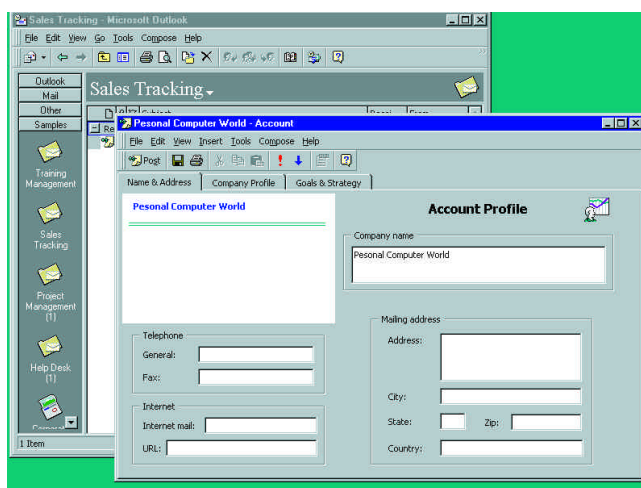 Sales Tracking - Microsoft Outlook
File Edit View Go Tools Compose Help
Outlook
Mail
Other
Samples
Training
Management
Sales
Tracking
Project
Management
(1)
Help Desk
(1)
1 Item
Sales Tracking
Subject
From
Re
Pesonal Computer World - Account
File Edit View Insert Tools Compose Help
Post
Name & Address Company Profile Goals & Strategy
Pesonal Computer World
Account Profile
Company name
Pesonal Computer World
Telephone
General:
Fax:
Internet
Internet mail:
URL:
Mailing address
Address:
City:
State: Zip:
Country: